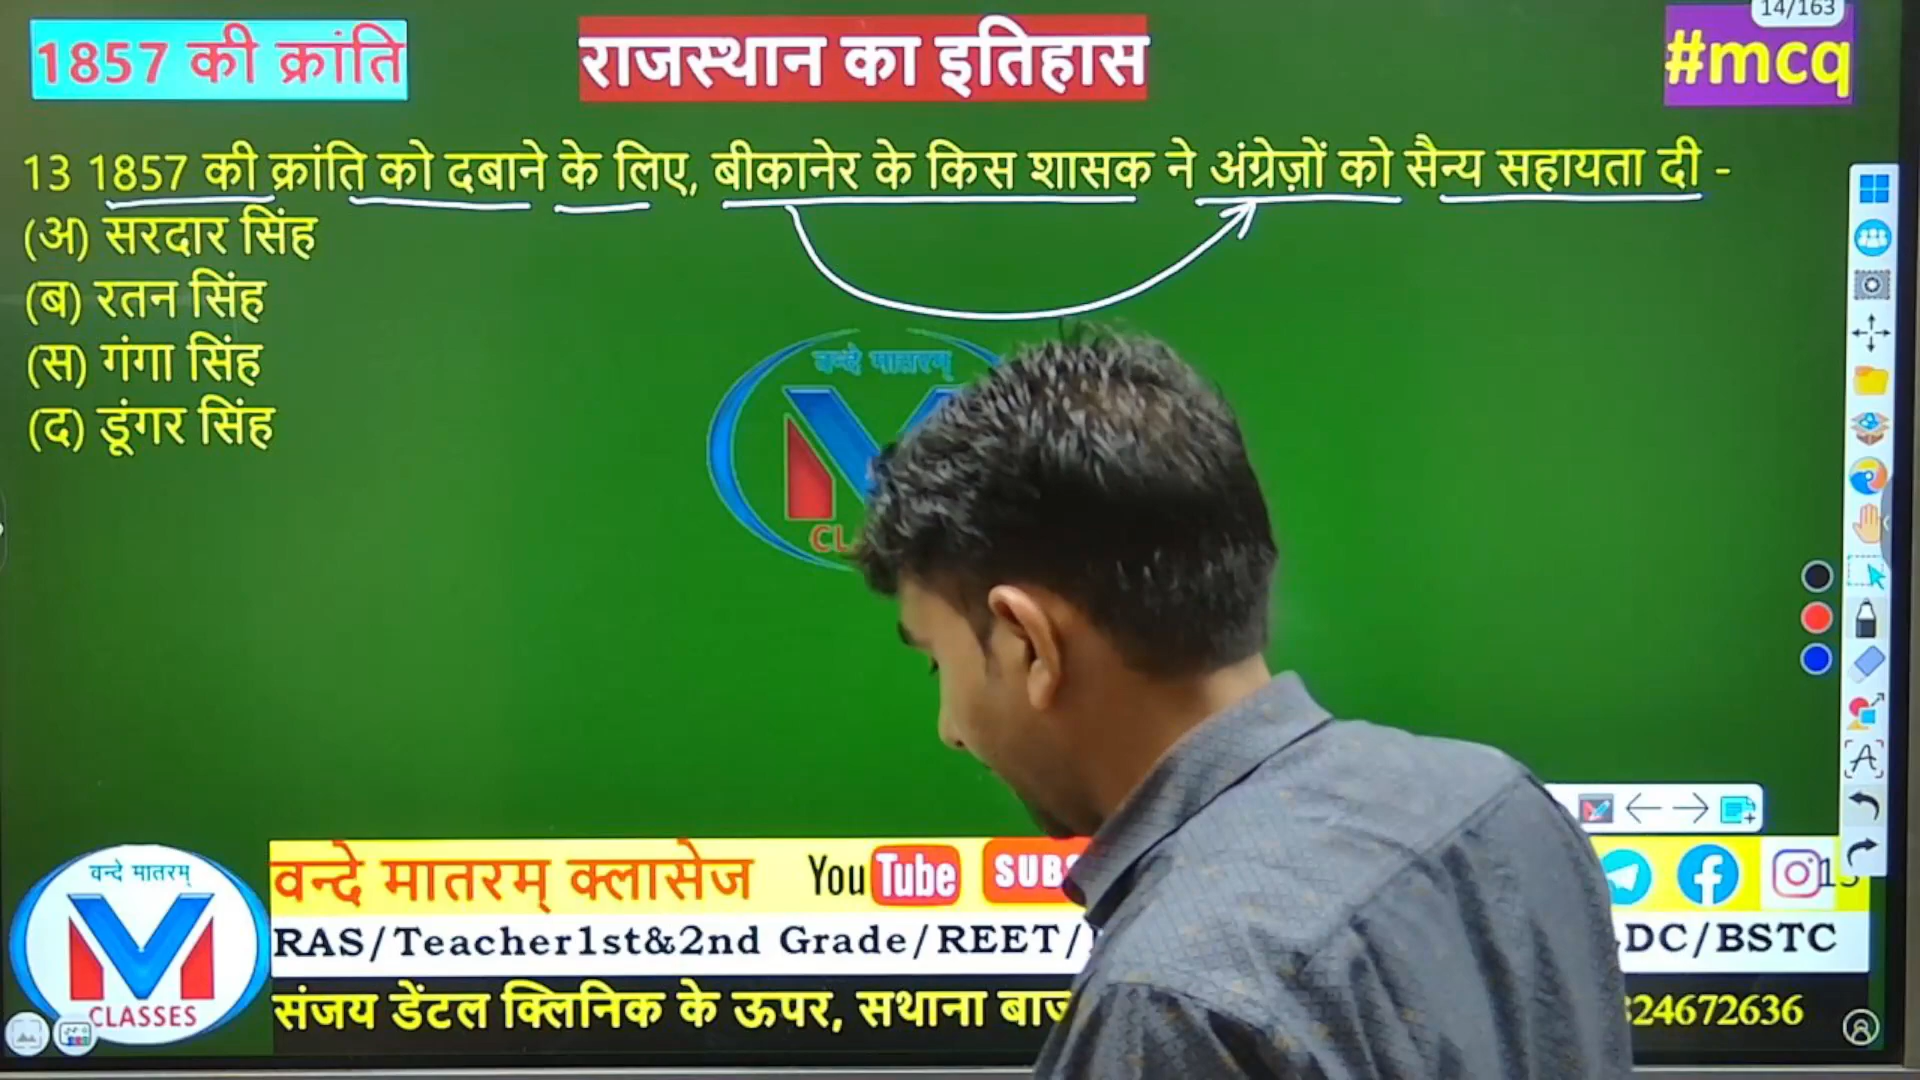 14/163
1857 की क्रांति
राजस्थान का इतिहास
#mcq
13 1857 की क्रांति को दबाने के लिए, बीकानेर के किस शासक ने अंग्रेज़ों को सैन्य सहायता दी -
(अ) सरदार सिंह
(ब) रतन सिंह
(स) गंगा सिंह
(द) डूंगर सिंह
वन्दे मातरम्
वन्दे मातरम्
CLASSES
वन्दे मातरम् क्लासेज YouTube SUBS
RAS/Teacher1st&2nd Grade/REET/ DC/BSTC
संजय डेंटल क्लिनिक के ऊपर, सथाना बाज 24672636